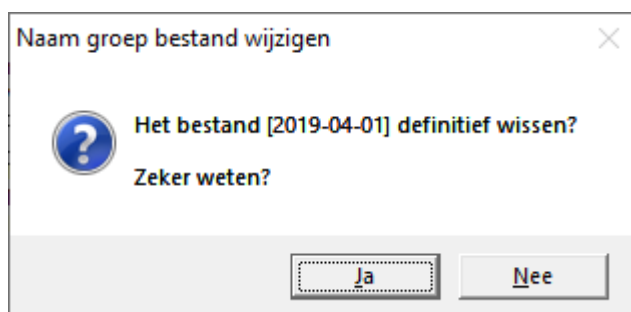 Naam groep bestand wijzigen
Het bestand [2019-04-01] definitief wissen?
Zeker weten?
Ja
Nee